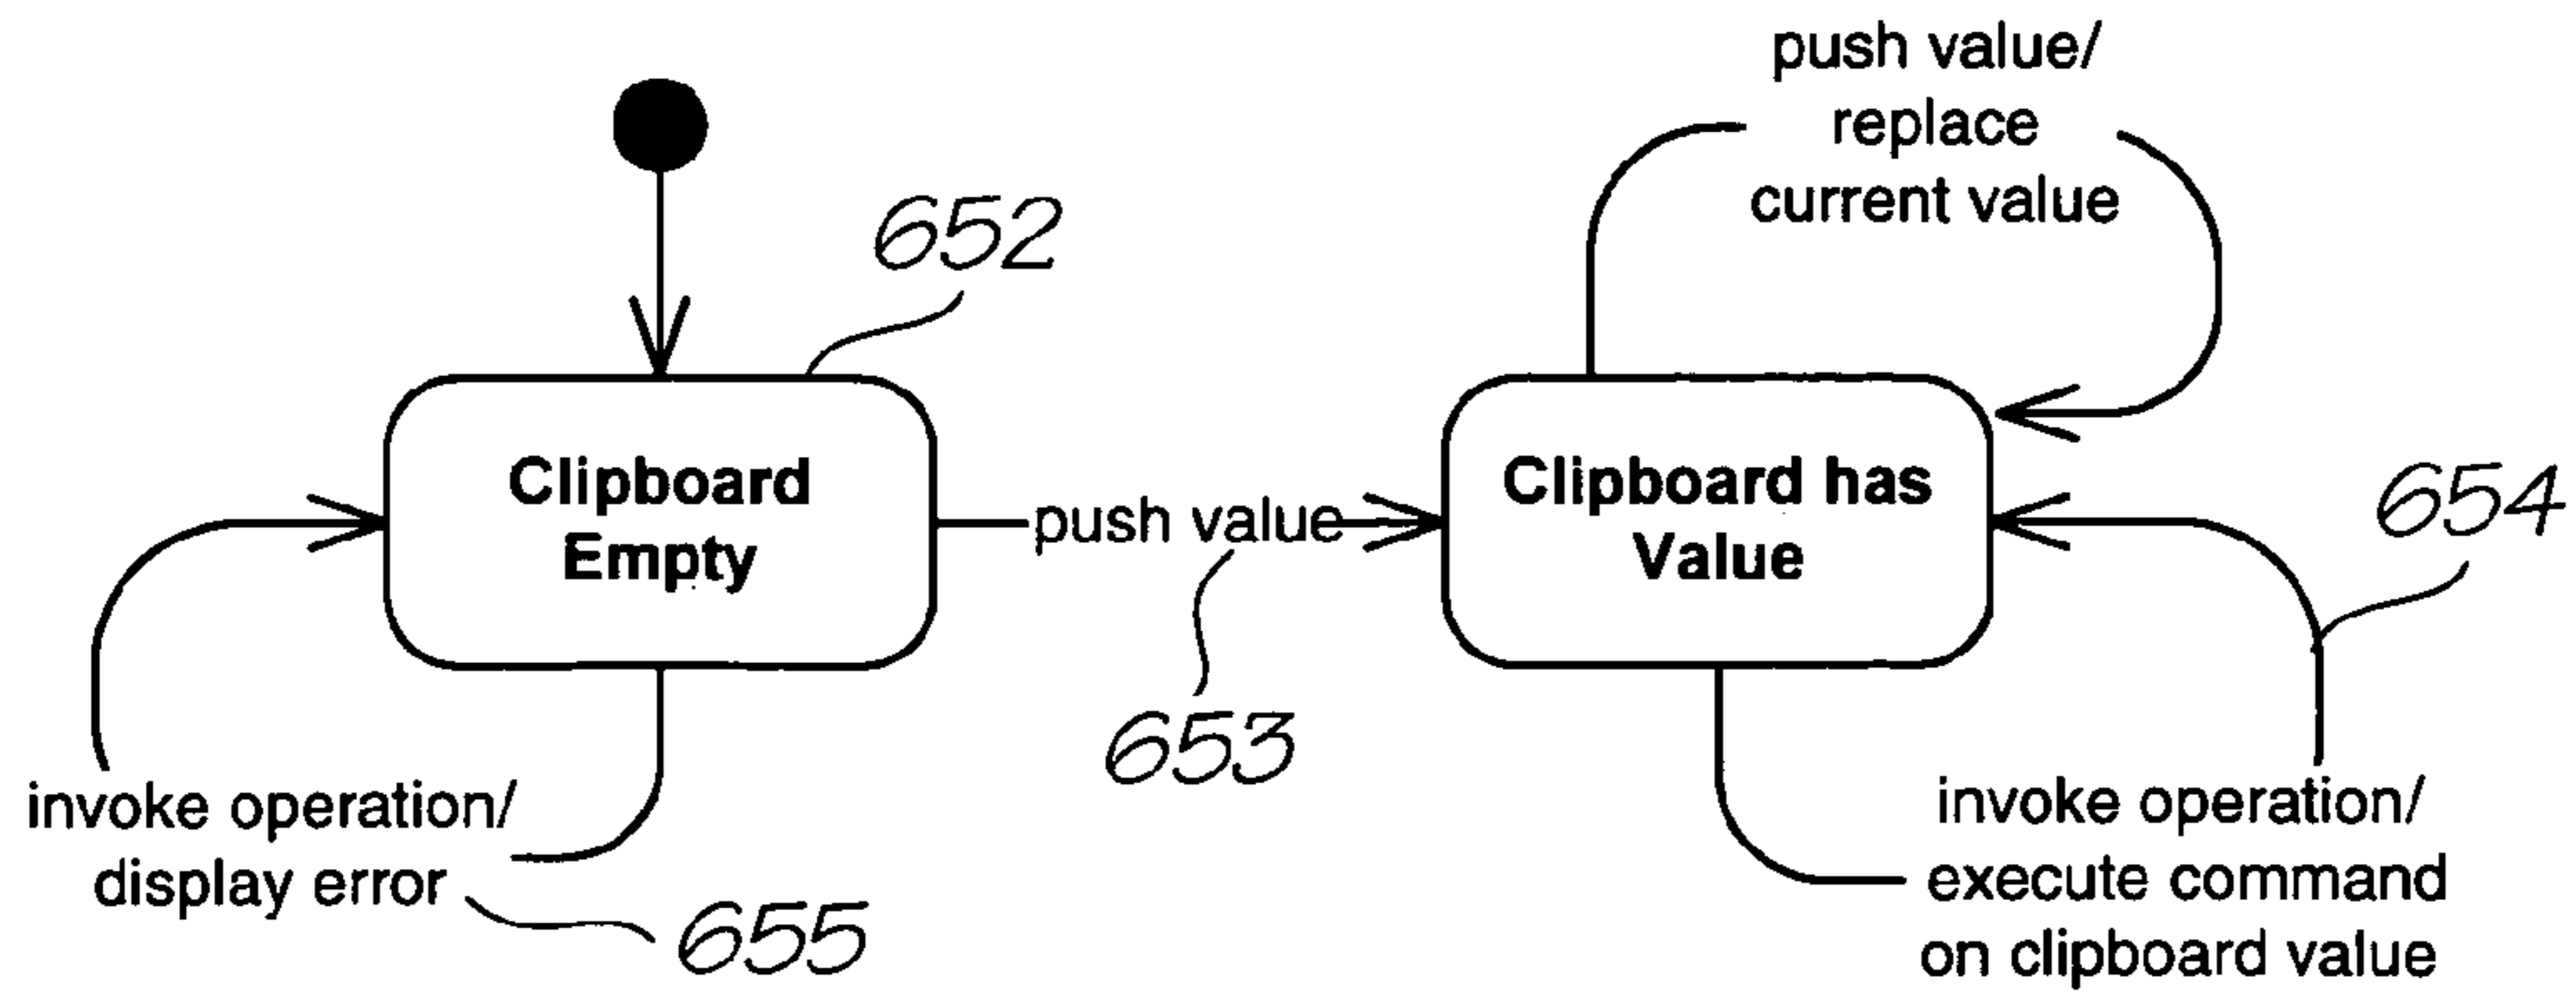 push value/
replace
current value
652
Clipboard
Empty
push value
Clipboard has
Value
654
653
invoke operation/
display error
655
invoke operation/
execute command
on clipboard value